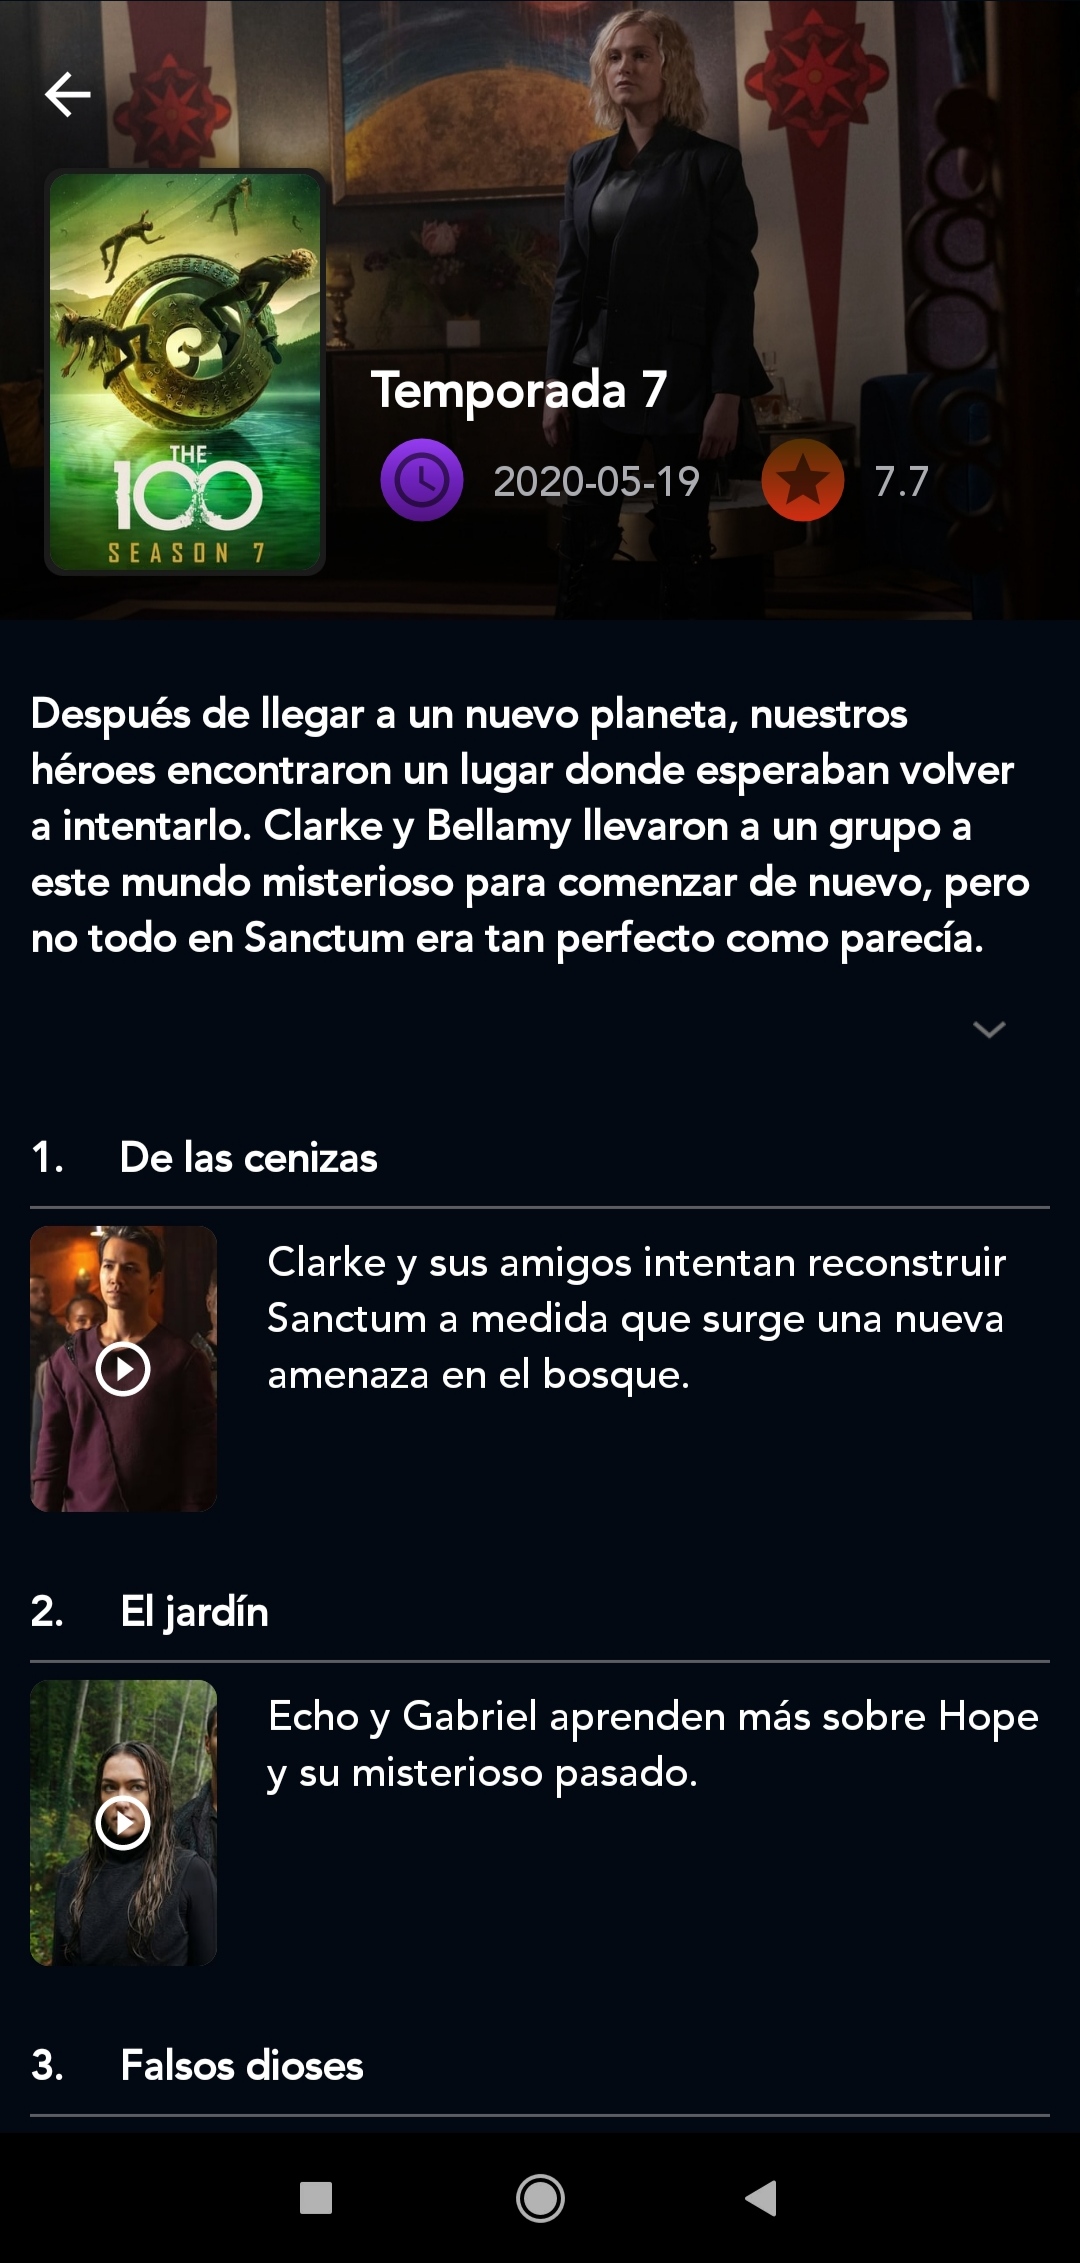 THE
100
SEASON 7
Temporada 7
2020-05-19
7.7
Después de llegar a un nuevo planeta, nuestros
héroes encontraron un lugar donde esperaban volver
a intentarlo. Clarke y Bellamy llevaron a un grupo a
este mundo misterioso para comenzar de nuevo, pero
no todo en Sanctum era tan perfecto como parecía.
1. De las cenizas
Clarke y sus amigos intentan reconstruir
Sanctum a medida que surge una nueva
amenaza en el bosque.
2. El jardín
Echo y Gabriel aprenden más sobre Hope
y su misterioso pasado.
3. Falsos dioses